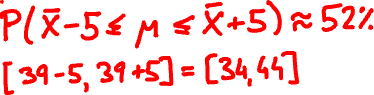 P(X̄-5≤ μ ≤ X̄+5) ≈ 52%
[39-5, 39+5] = [34,44]